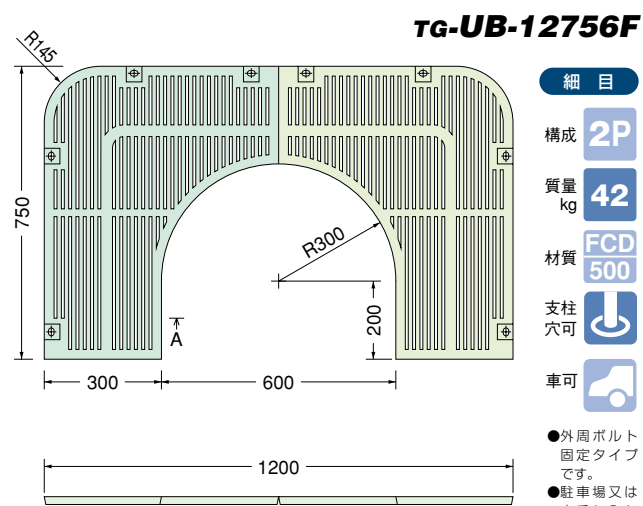 TG-UB-12756F
R145
細目
構成 2P
質量 kg 42
材質 FCD 500
支柱穴可
車可
750
R300
200
A
300
600
1200
●外周ボルト
固定タイプ
です。
●駐車場又は